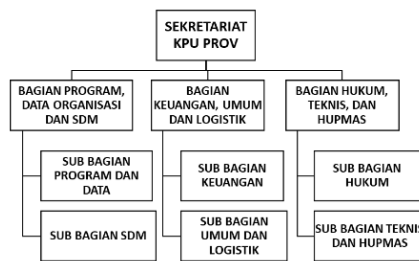 SEKRETARIAT
KPU PROV
BAGIAN PROGRAM,
DATA ORGANISASI
DAN SDM
BAGIAN
KEUANGAN, UMUM
DAN LOGISTIK
BAGIAN HUKUM,
TEKNIS, DAN
HUPMAS
SUB BAGIAN
PROGRAM DAN
DATA
SUB BAGIAN
KEUANGAN
SUB BAGIAN
HUKUM
SUB BAGIAN SDM
SUB BAGIAN
UMUM DAN
LOGISTIK
SUB BAGIAN TEKNIS
DAN HUPMAS